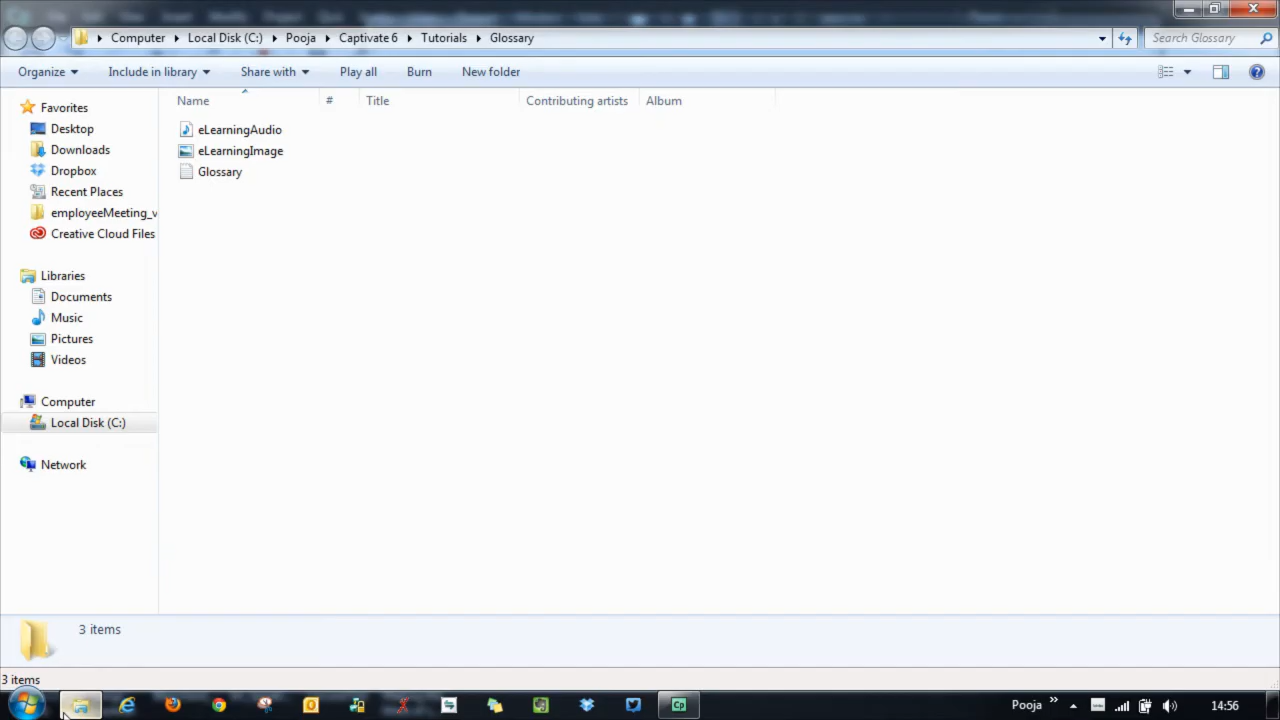 Computer Local Disk (C:) Pooja Captivate 6 Tutorials Glossary Search Glossary
Organize Include in library Share with Play all Burn New folder
Name # Title Contributing artists Album
Favorites
Desktop
Downloads
Dropbox
Recent Places
employeeMeeting_v
Creative Cloud Files
Libraries
Documents
Music
Pictures
Videos
Computer
Local Disk (C:)
Network
eLearningAudio
eLearningImage
Glossary
3 items
3 items
Cp
Pooja
14:56